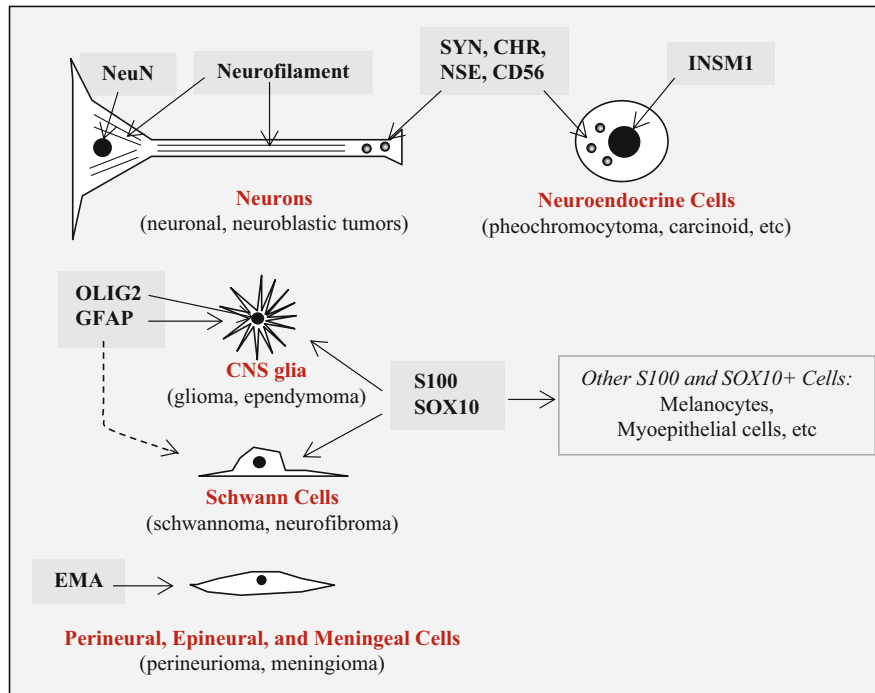 NeuN
Neurofilament
SYN, CHR,
NSE, CD56
INSM1
Neurons
(neuronal, neuroblastic tumors)
Neuroendocrine Cells
(pheochromocytoma, carcinoid, etc)
OLIG2
GFAP
CNS glia
(glioma, ependymoma)
S100
SOX10
Other S100 and SOX10+ Cells:
Melanocytes,
Myoepithelial cells, etc
Schwann Cells
(schwannoma, neurofibroma)
EMA
Perineural, Epineural, and Meningeal Cells
(perineurioma, meningioma)